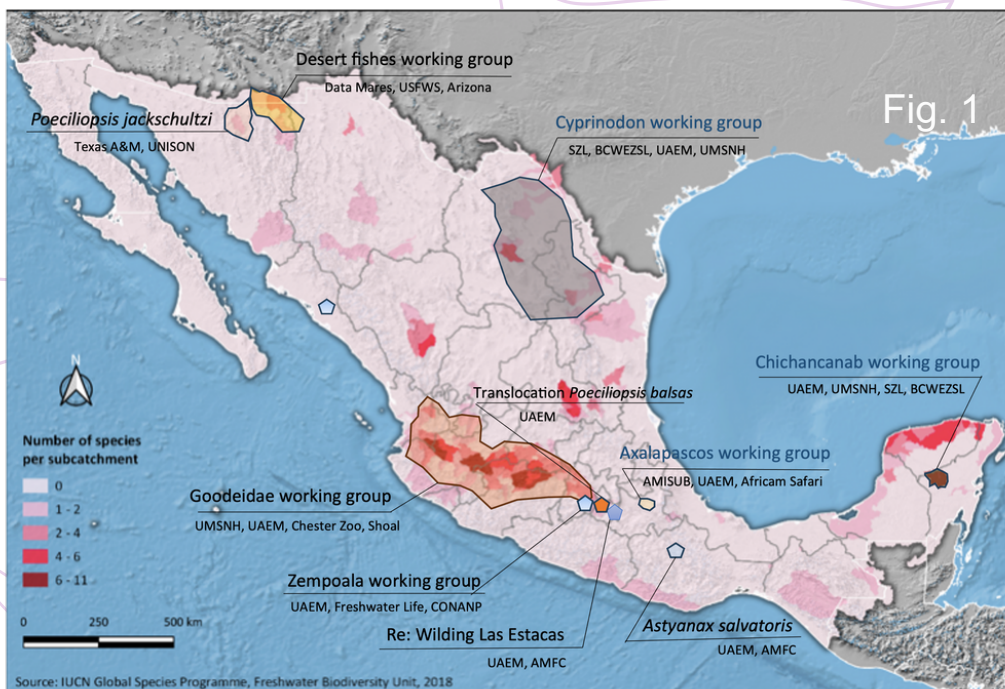 Fig. 1
Desert fishes working group
Data Mares, USFWS, Arizona
Poeciliopsis jackschultzi
Texas A&M, UNISON
Cyprinodon working group
SZL, BCWEZSL, UAEM, UMSNH
Chichancanab working group
UAEM, UMSNH, SZL, BCWEZSL
Translocation Poeciliopsis balsas
UAEM
Axalapascos working group
AMISUB, UAEM, Africam Safari
N
Number of species
per subcatchment
0
1 - 2
2 - 4
4 - 6
6 - 11
Goodeidae working group
UMSNH, UAEM, Chester Zoo, Shoal
Zempoala working group
UAEM, Freshwater Life, CONANP
Re: Wilding Las Estacas
UAEM, AMFC
Astyanax salvatoris
UAEM, AMFC
0 250 500 km
Source: IUCN Global Species Programme, Freshwater Biodiversity Unit, 2018